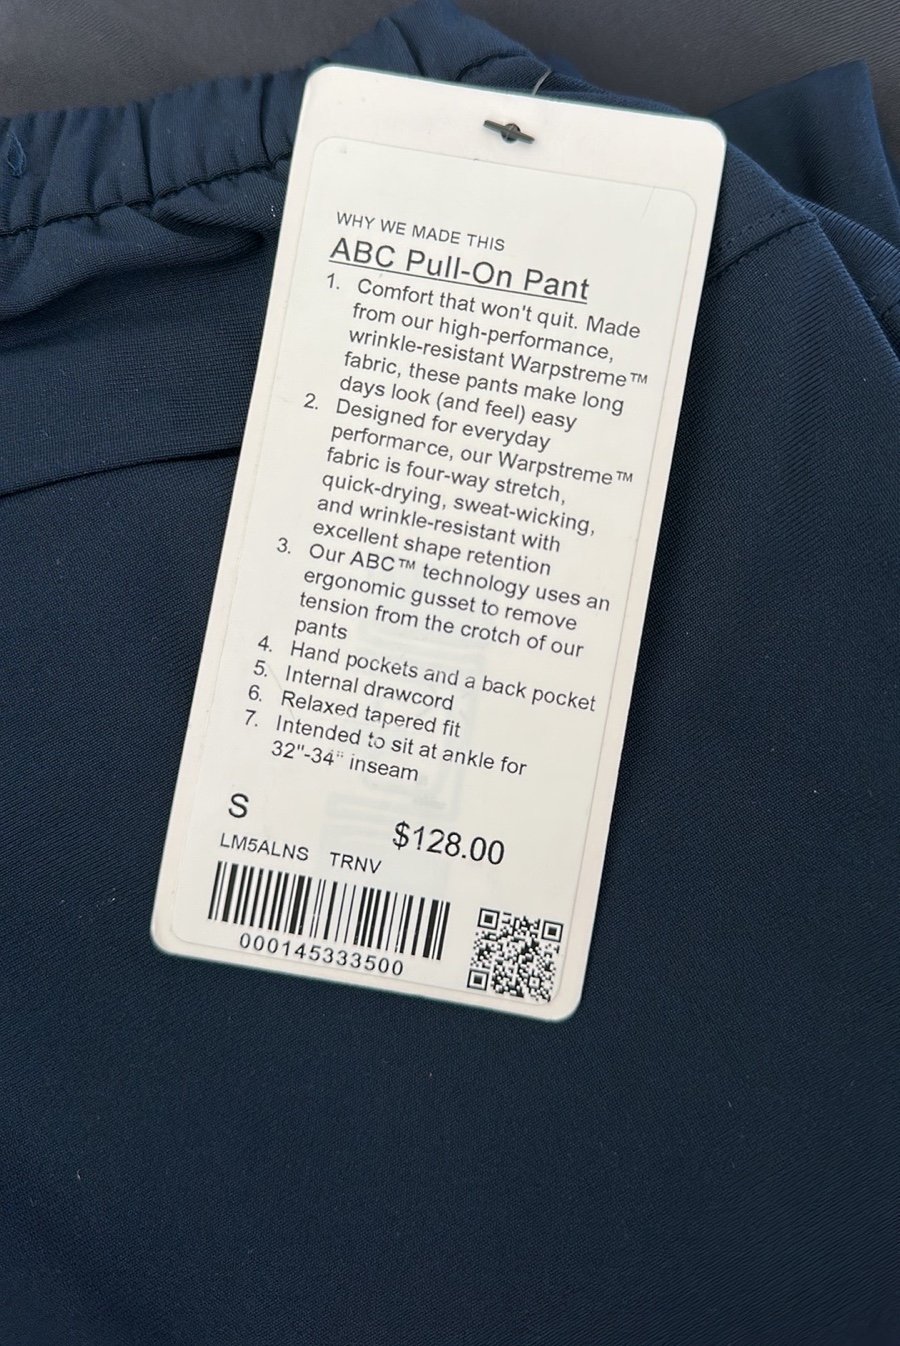 WHY WE MADE THIS
ABC Pull-On Pant
1. Comfort that won't quit. Made
from our high-performance,
wrinkle-resistant Warpstreme™
fabric, these pants make long
days look (and feel) easy
2. Designed for everyday
performance, our Warpstreme™
fabric is four-way stretch,
quick-drying, sweat-wicking,
and wrinkle-resistant with
excellent shape retention
3. Our ABC™ technology uses an
ergonomic gusset to remove
tension from the crotch of our
pants
4. Hand pockets and a back pocket
5. Internal drawcord
6. Relaxed tapered fit
7. Intended to sit at ankle for
32"-34" inseam
S
$128.00
LM5ALNS TRNV
000145333500